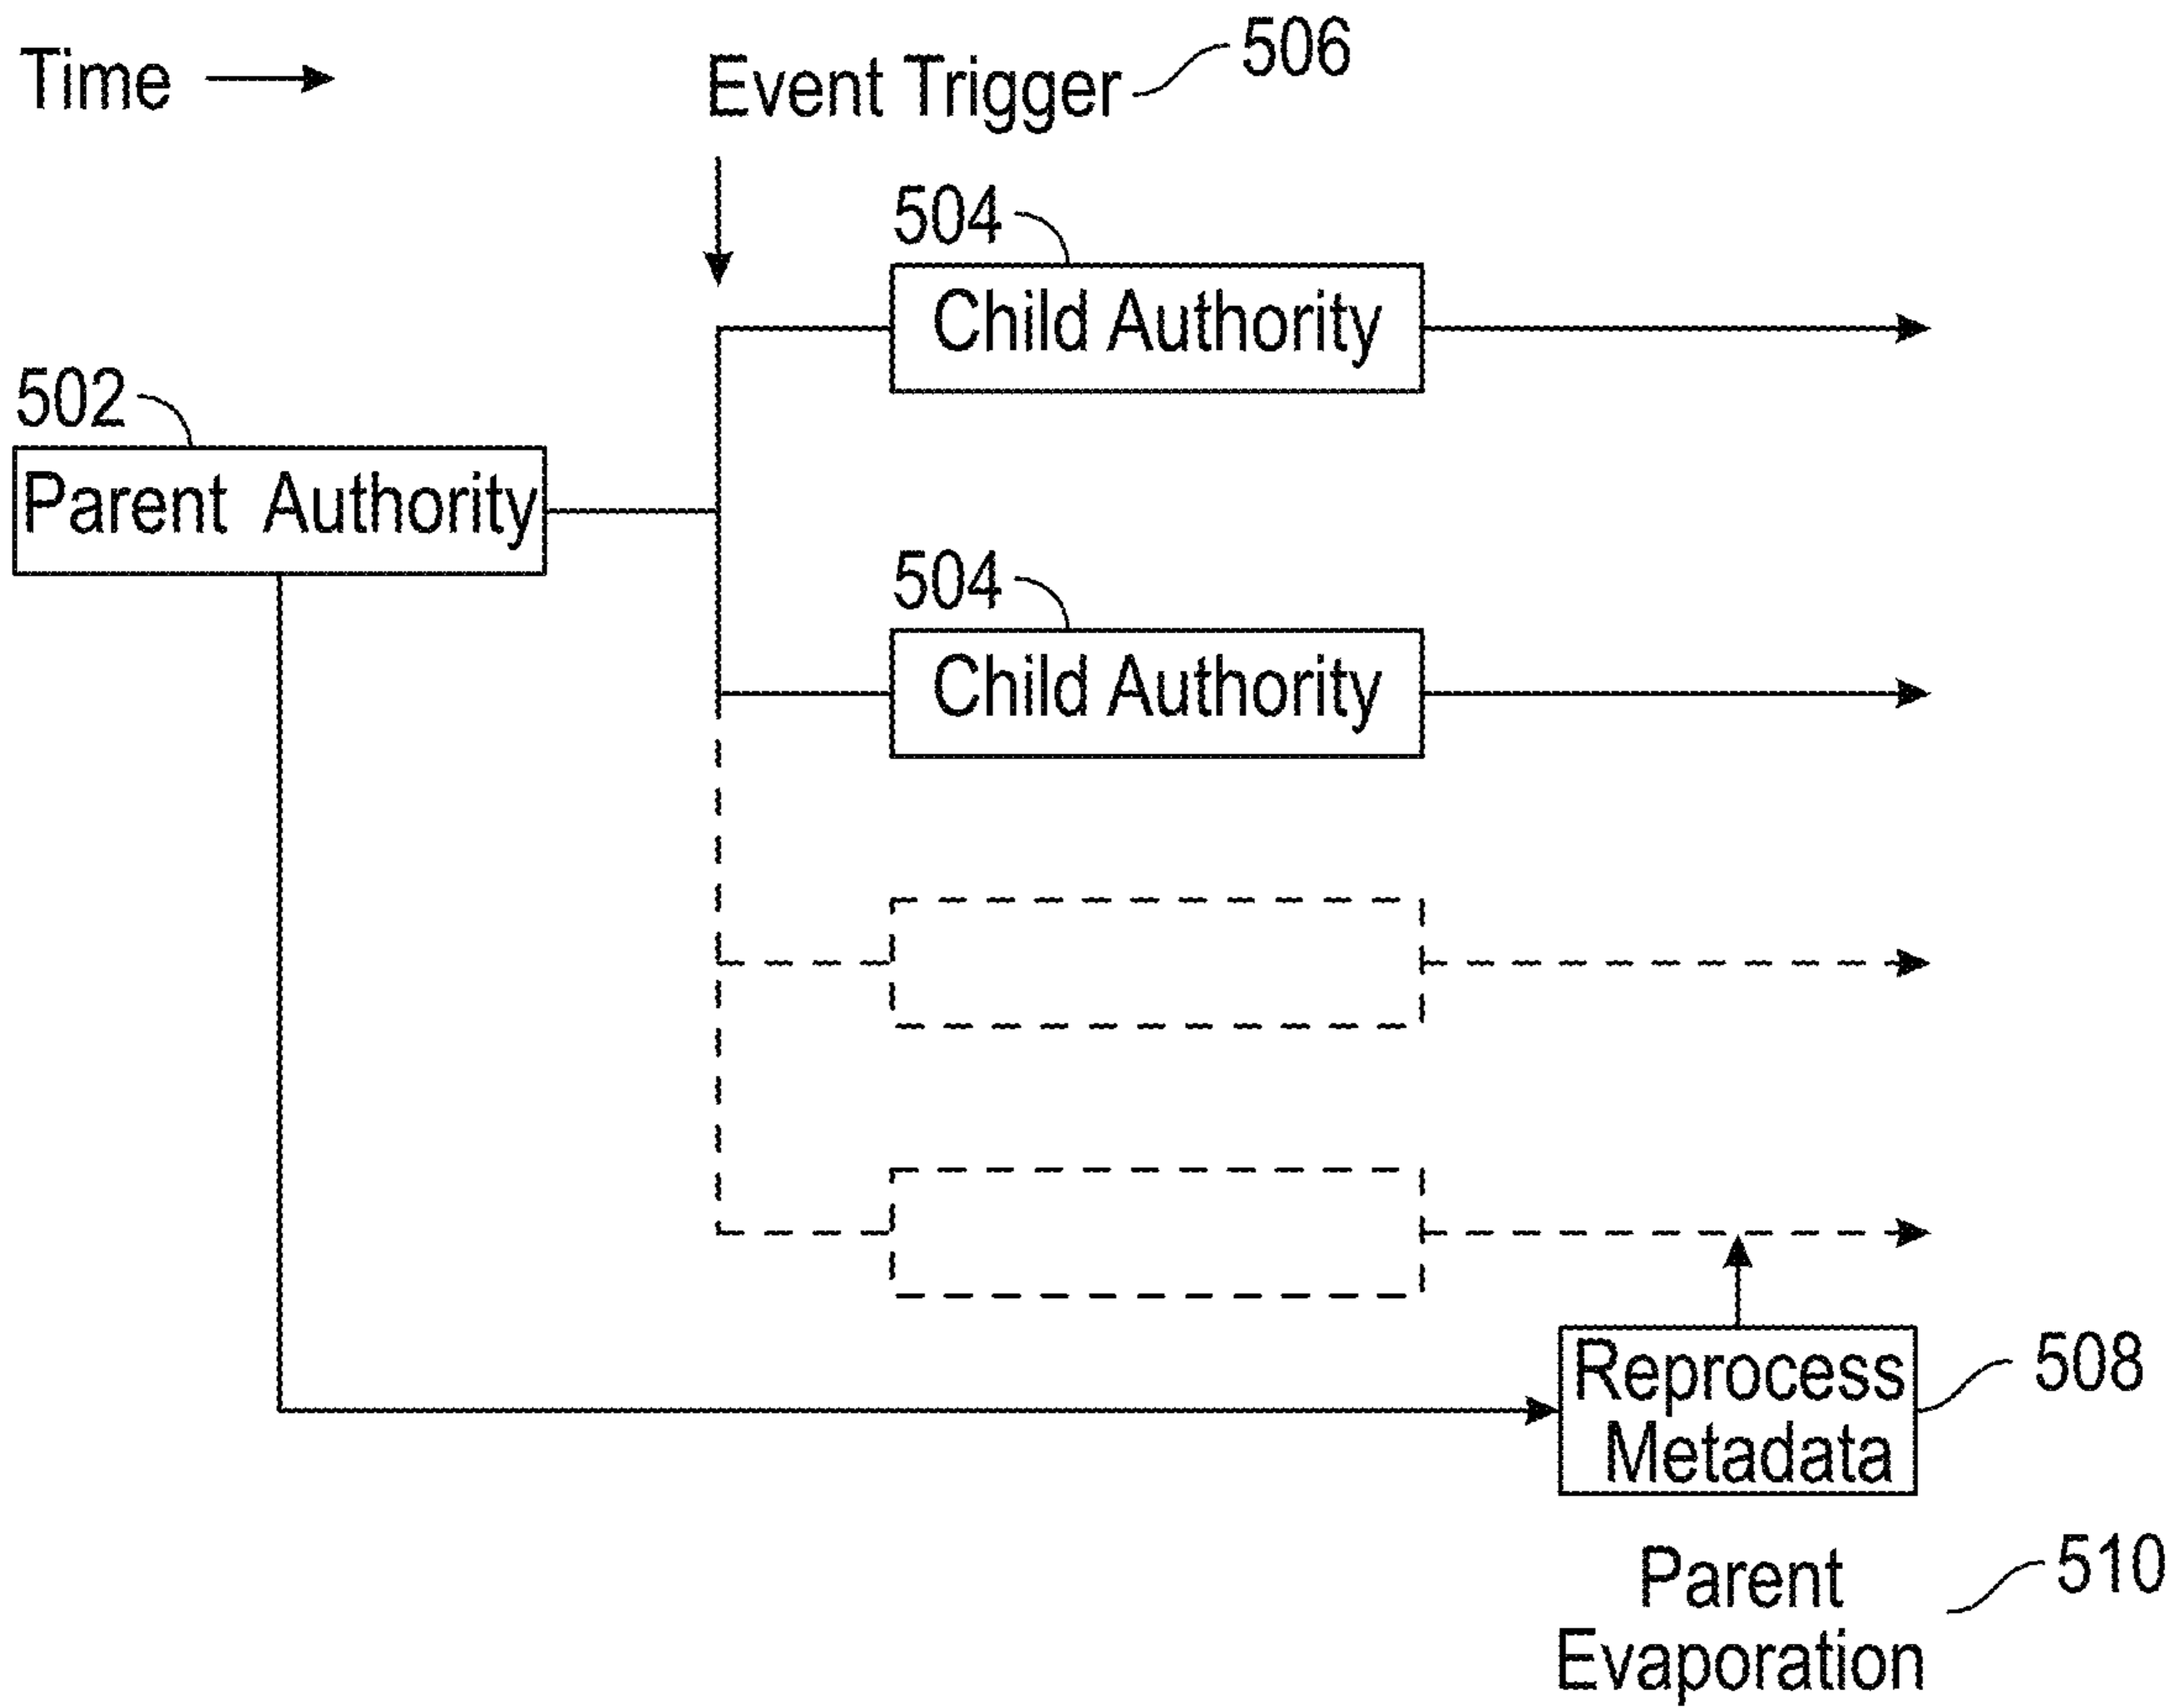 Time
Event Trigger 506
504
Child Authority
502
Parent Authority
504
Child Authority
Reprocess
Metadata
508
Parent
Evaporation
510